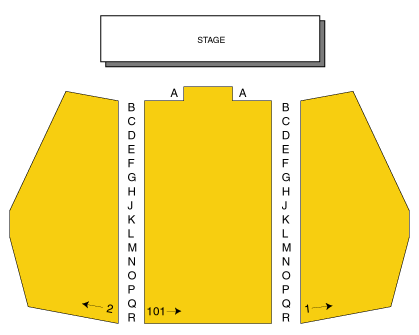 STAGE
A A
B B
C C
D D
E E
F F
G G
H H
J J
K K
L L
M M
N N
O O
P P
Q Q
2 101 1
R R